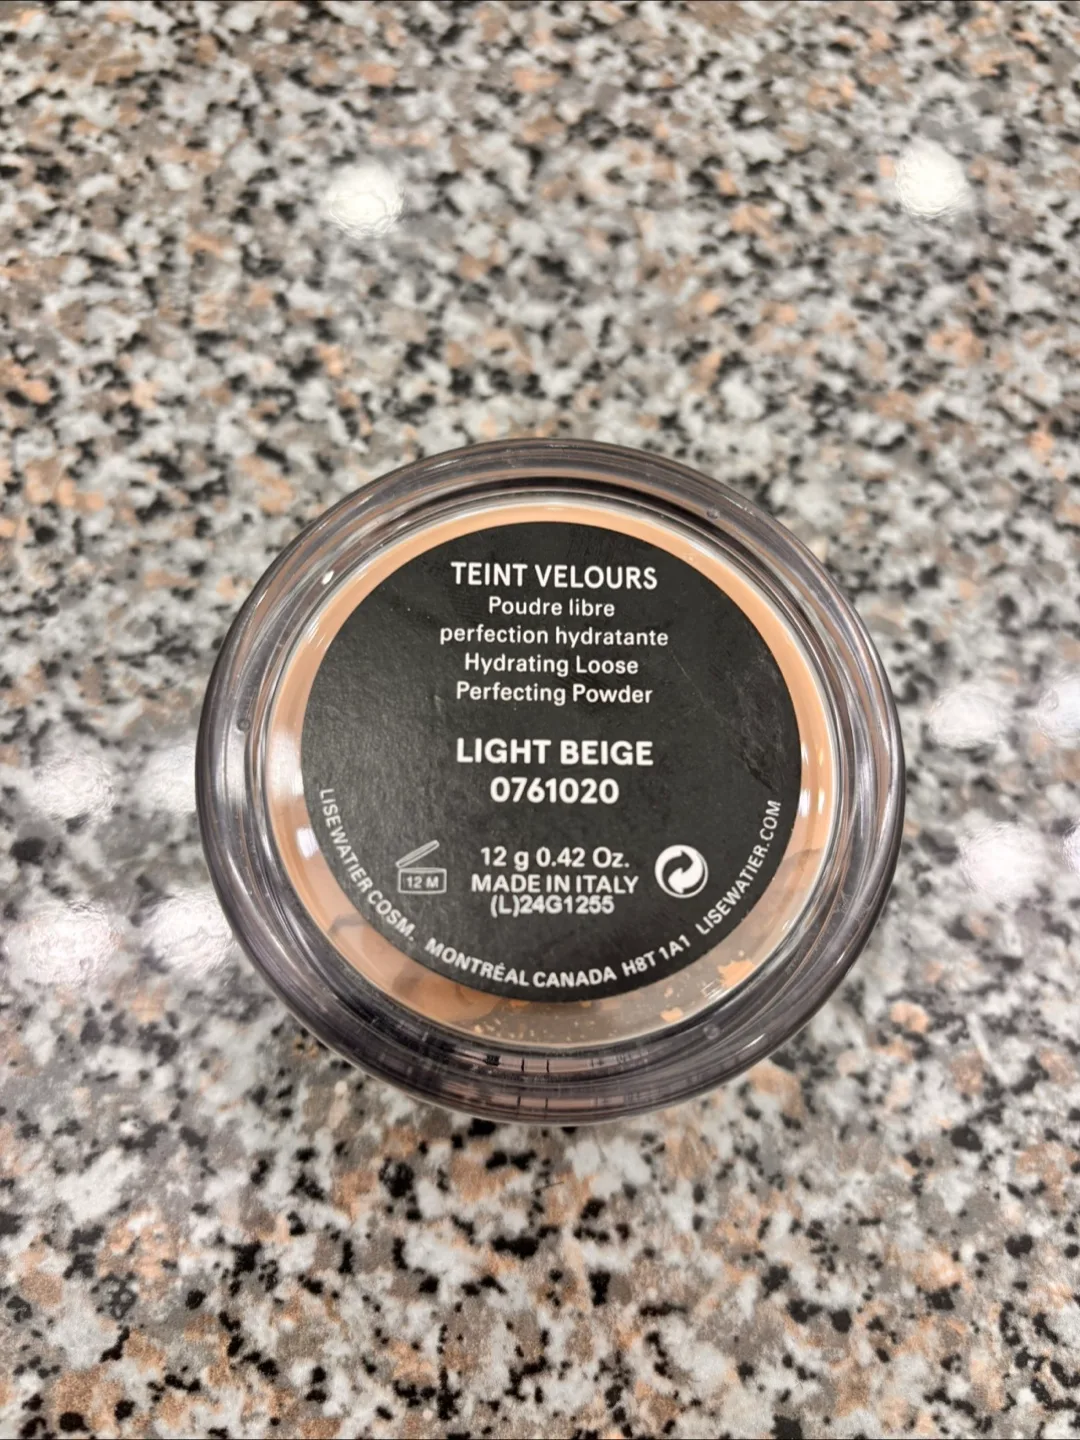 TEINT VELOURS
Poudre libre
perfection hydratante
Hydrating Loose
Perfecting Powder
LIGHT BEIGE
0761020
12 M
12 g 0.42 Oz.
MADE IN ITALY
(L)24G1255
LISEWATIER COSM. MONTRÉAL CANADA H8T 1A1 LISEWATIER.COM